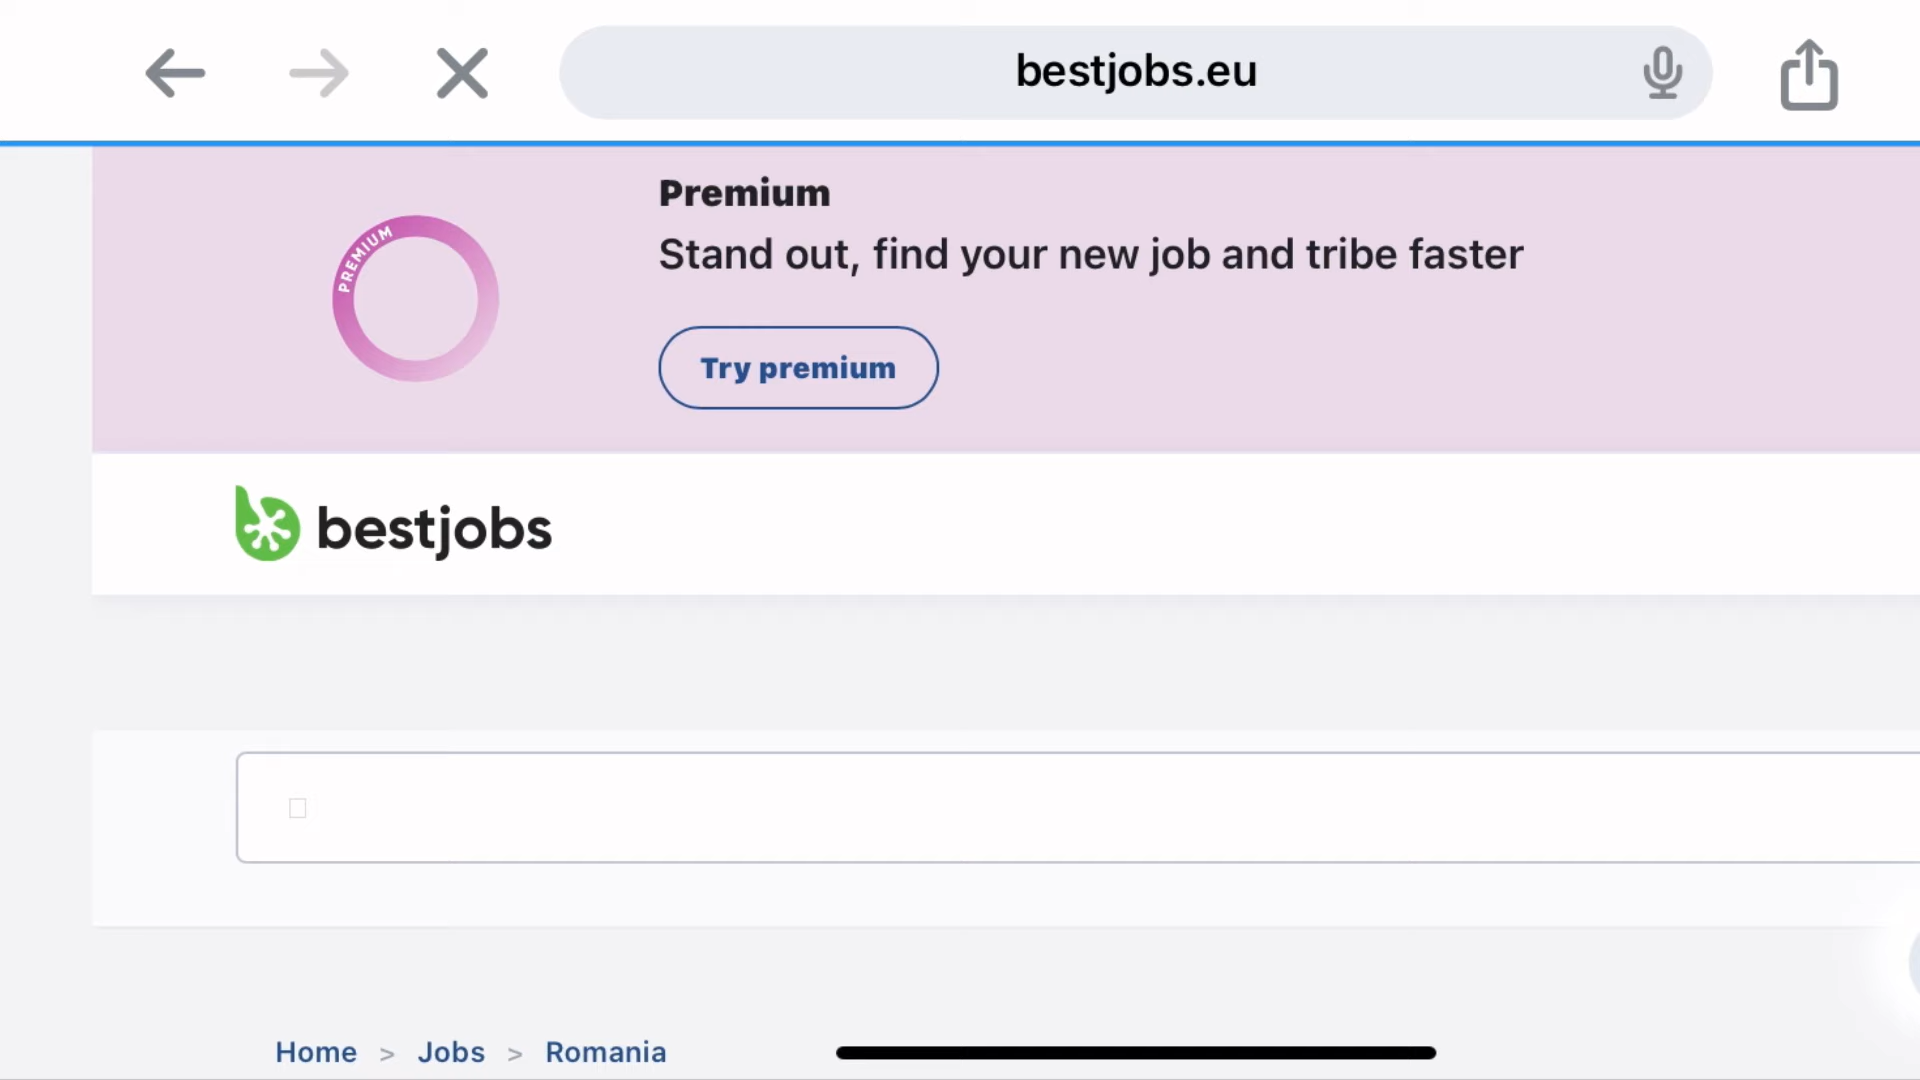 bestjobs.eu
Premium
PREMIUM
Stand out, find your new job and tribe faster
Try premium
bestjobs
Home > Jobs > Romania